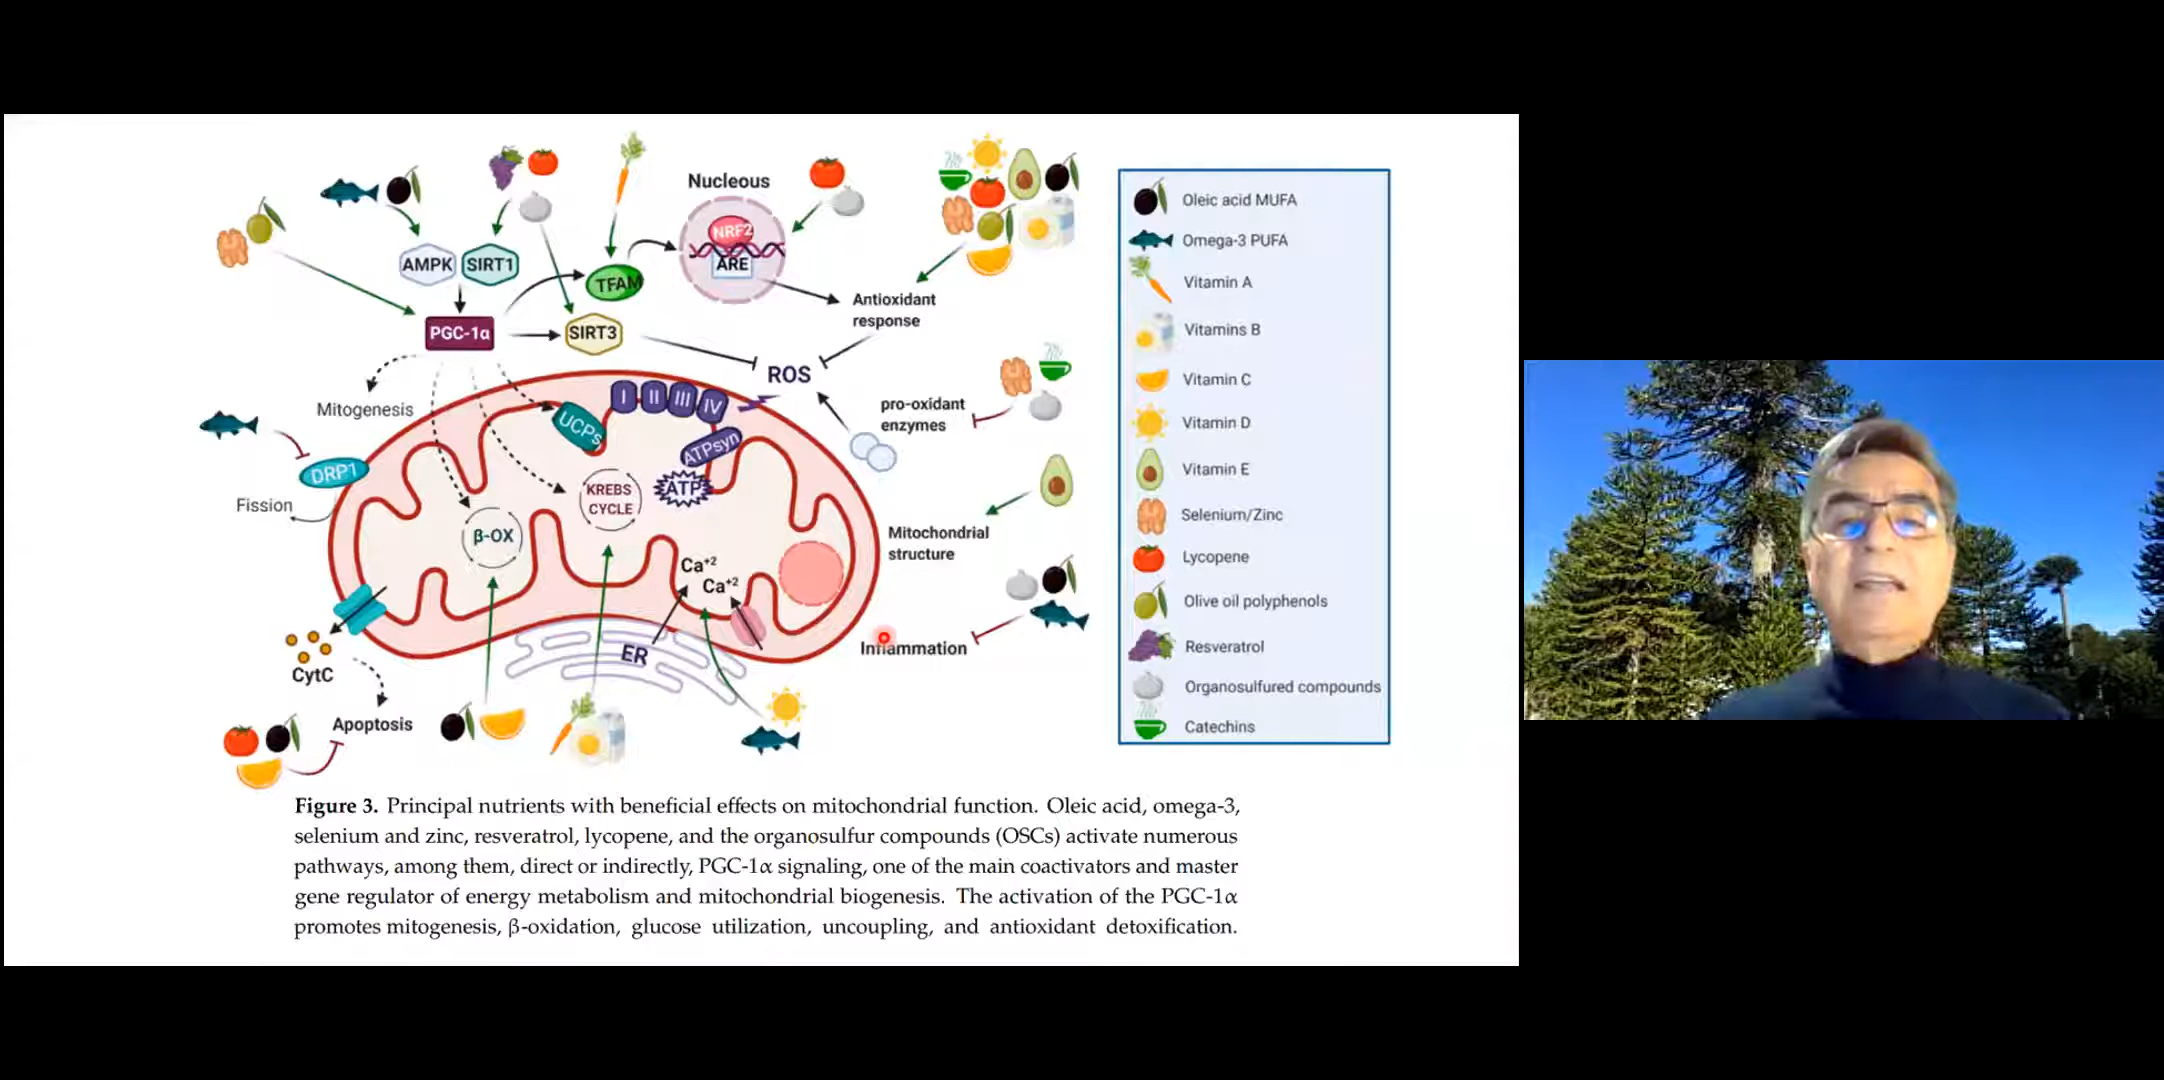 Nucleous
NRF2
ARE
AMPK
SIRT1
TFAM
PGC-1α
SIRT3
Antioxidant
response
ROS
Mitogenesis
I
II
III
IV
UCPs
ATPsyn
ATP
pro-oxidant
enzymes
DRP1
Fission
KREBS
CYCLE
β-OX
Mitochondrial
structure
Ca+2
Ca+2
ER
Inflammation
CytC
Apoptosis
Oleic acid MUFA
Omega-3 PUFA
Vitamin A
Vitamins B
Vitamin C
Vitamin D
Vitamin E
Selenium/Zinc
Lycopene
Olive oil polyphenols
Resveratrol
Organosulfured compounds
Catechins
Figure 3. Principal nutrients with beneficial effects on mitochondrial function. Oleic acid, omega-3,
selenium and zinc, resveratrol, lycopene, and the organosulfur compounds (OSCs) activate numerous
pathways, among them, direct or indirectly, PGC-1α signaling, one of the main coactivators and master
gene regulator of energy metabolism and mitochondrial biogenesis. The activation of the PGC-1α
promotes mitogenesis, β-oxidation, glucose utilization, uncoupling, and antioxidant detoxification.